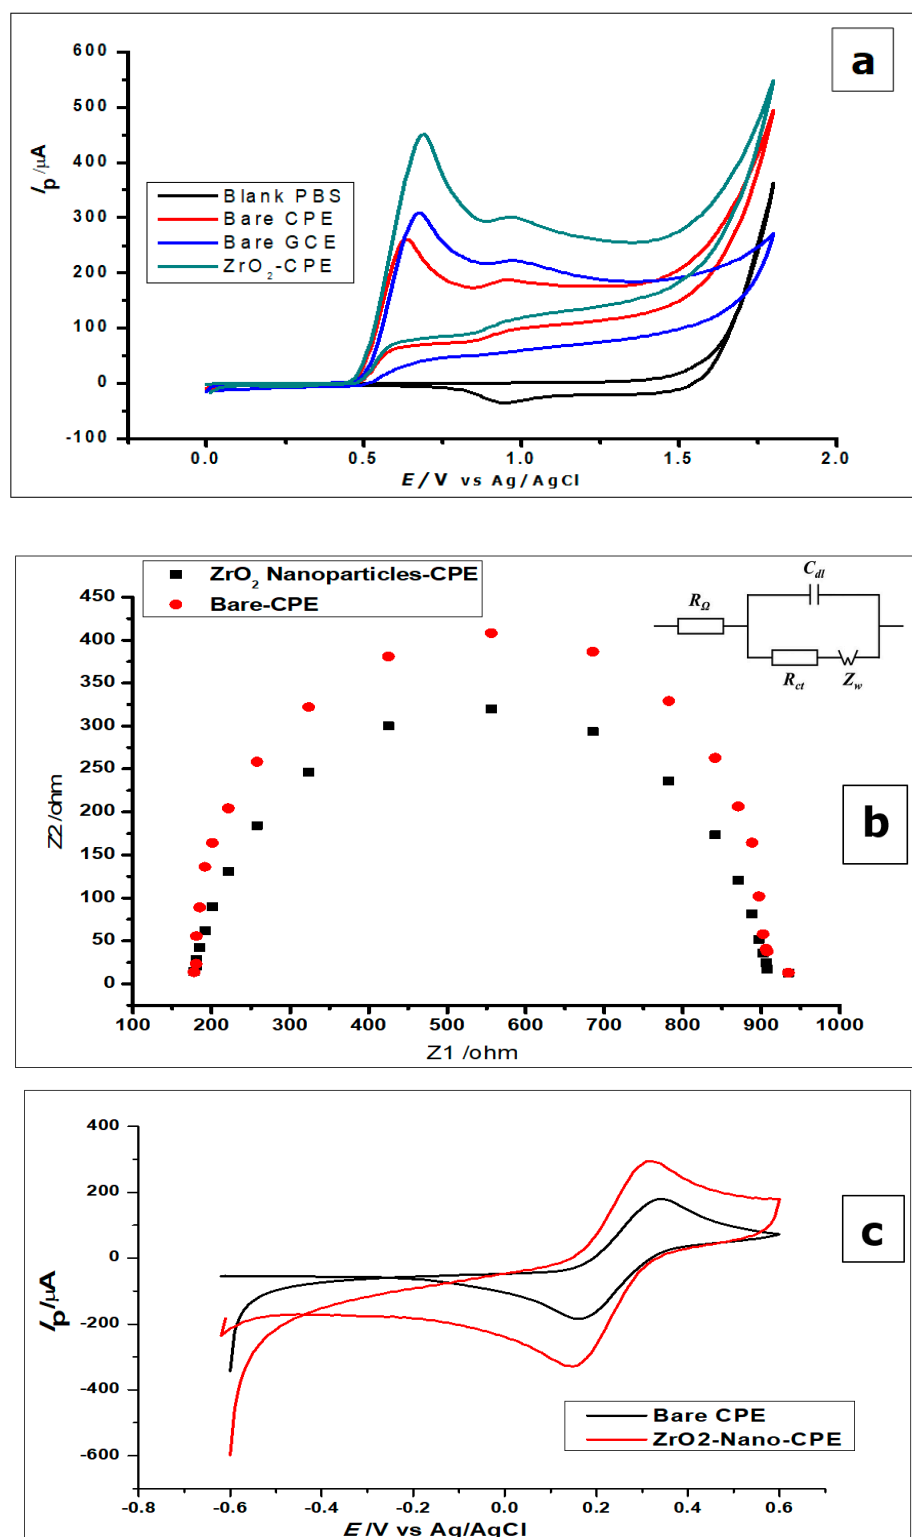 a
600
500
400
300
200
100
0
-100
Ip/μA
Blank PBS
Bare CPE
Bare GCE
ZrO2-CPE
0.0 0.5 1.0 1.5 2.0
E/V vs Ag/AgCl
b
ZrO2 Nanoparticles-CPE
Bare-CPE
Cdl
RΩ
Rct Zw
450
400
350
300
250
200
150
100
50
0
Z2/ohm
100 200 300 400 500 600 700 800 900 1000
Z1 /ohm
c
400
200
0
-200
-400
-600
Ip/μA
Bare CPE
ZrO2-Nano-CPE
-0.8 -0.6 -0.4 -0.2 0.0 0.2 0.4 0.6
E /V vs Ag/AgCl